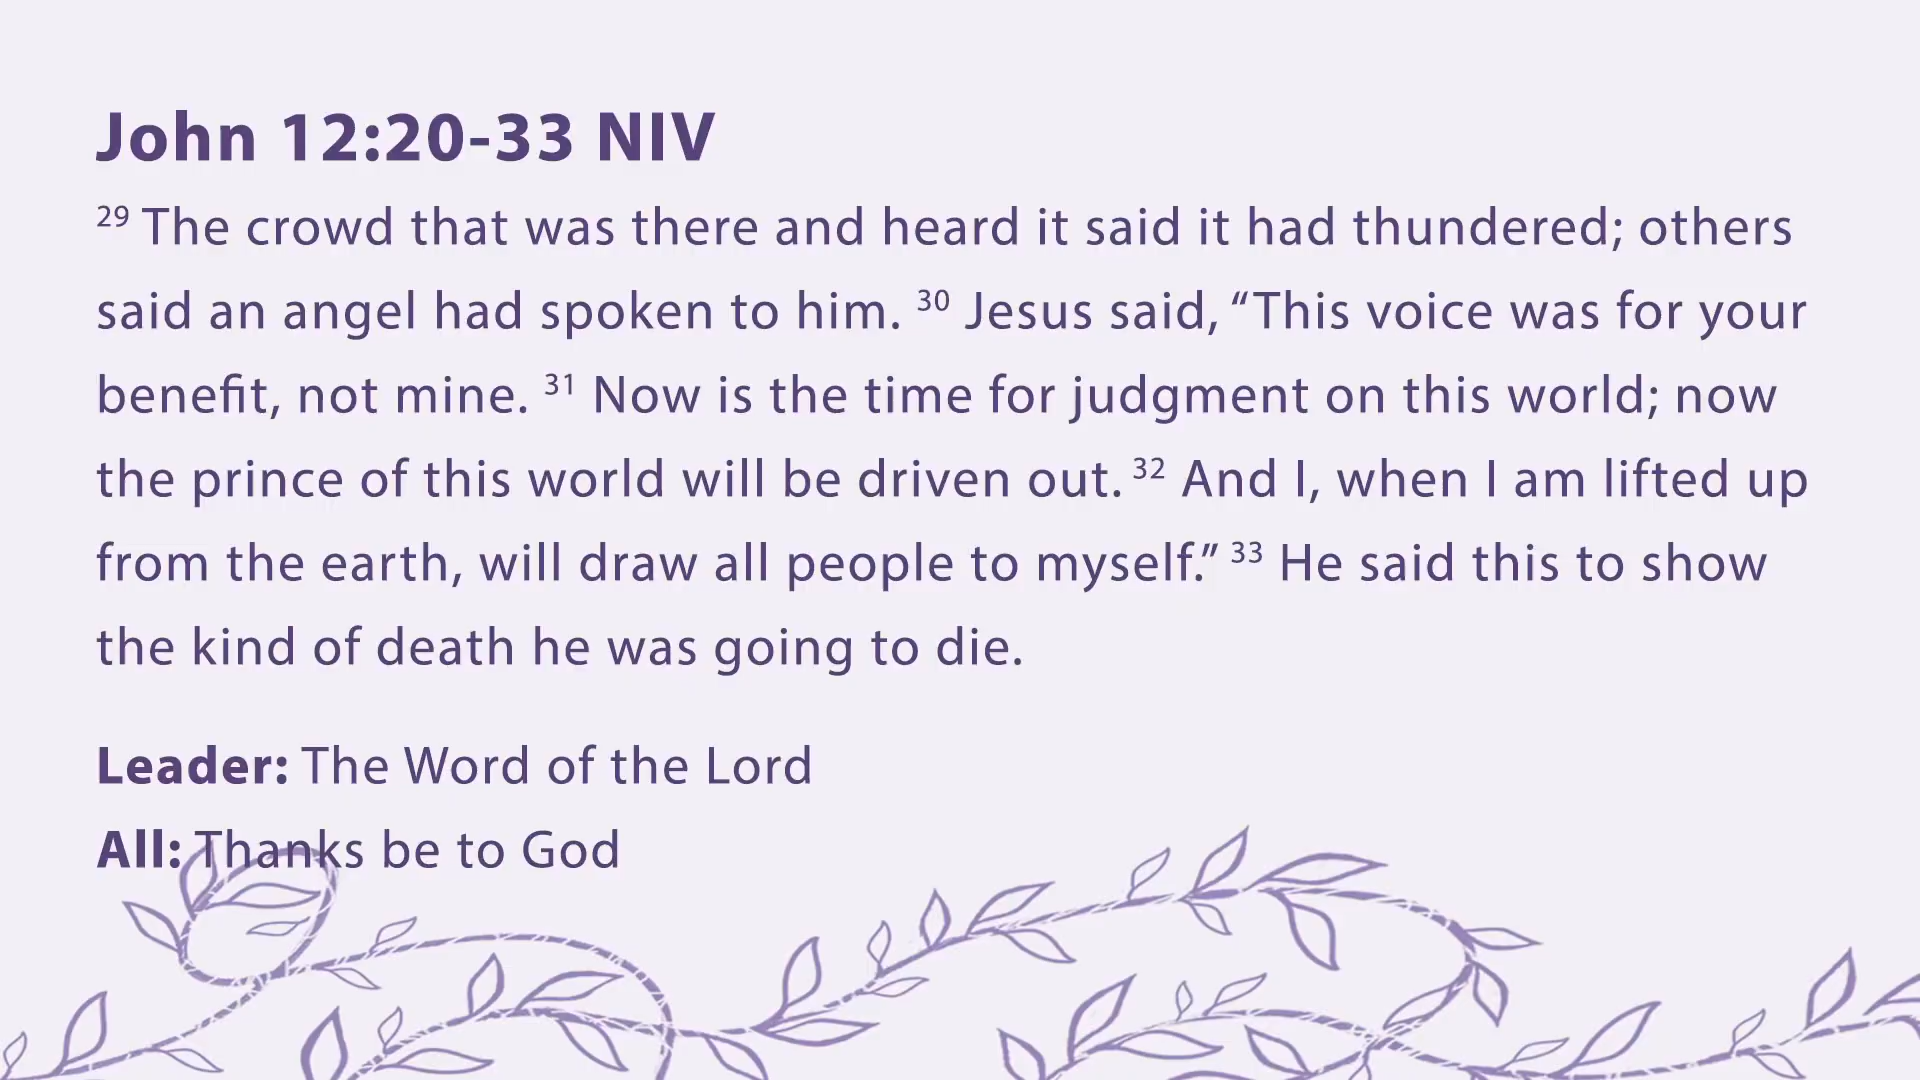 John 12:20-33 NIV
29 The crowd that was there and heard it said it had thundered; others
said an angel had spoken to him. 30 Jesus said, “This voice was for your
benefit, not mine. 31 Now is the time for judgment on this world; now
the prince of this world will be driven out. 32 And I, when I am lifted up
from the earth, will draw all people to myself.” 33 He said this to show
the kind of death he was going to die.
Leader: The Word of the Lord
All: Thanks be to God